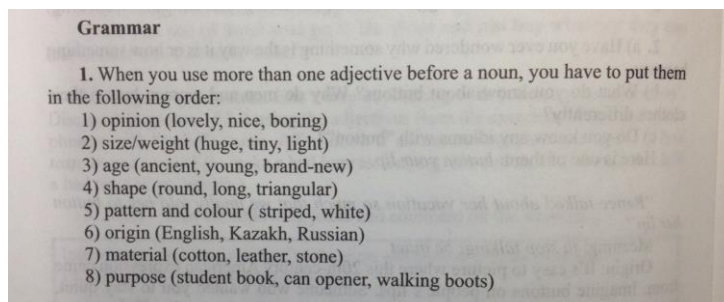 Grammar
1. When you use more than one adjective before a noun, you have to put them
in the following order:
1) opinion (lovely, nice, boring)
2) size/weight (huge, tiny, light)
3) age (ancient, young, brand-new)
4) shape (round, long, triangular)
5) pattern and colour ( striped, white)
6) origin (English, Kazakh, Russian)
7) material (cotton, leather, stone)
8) purpose (student book, can opener, walking boots)